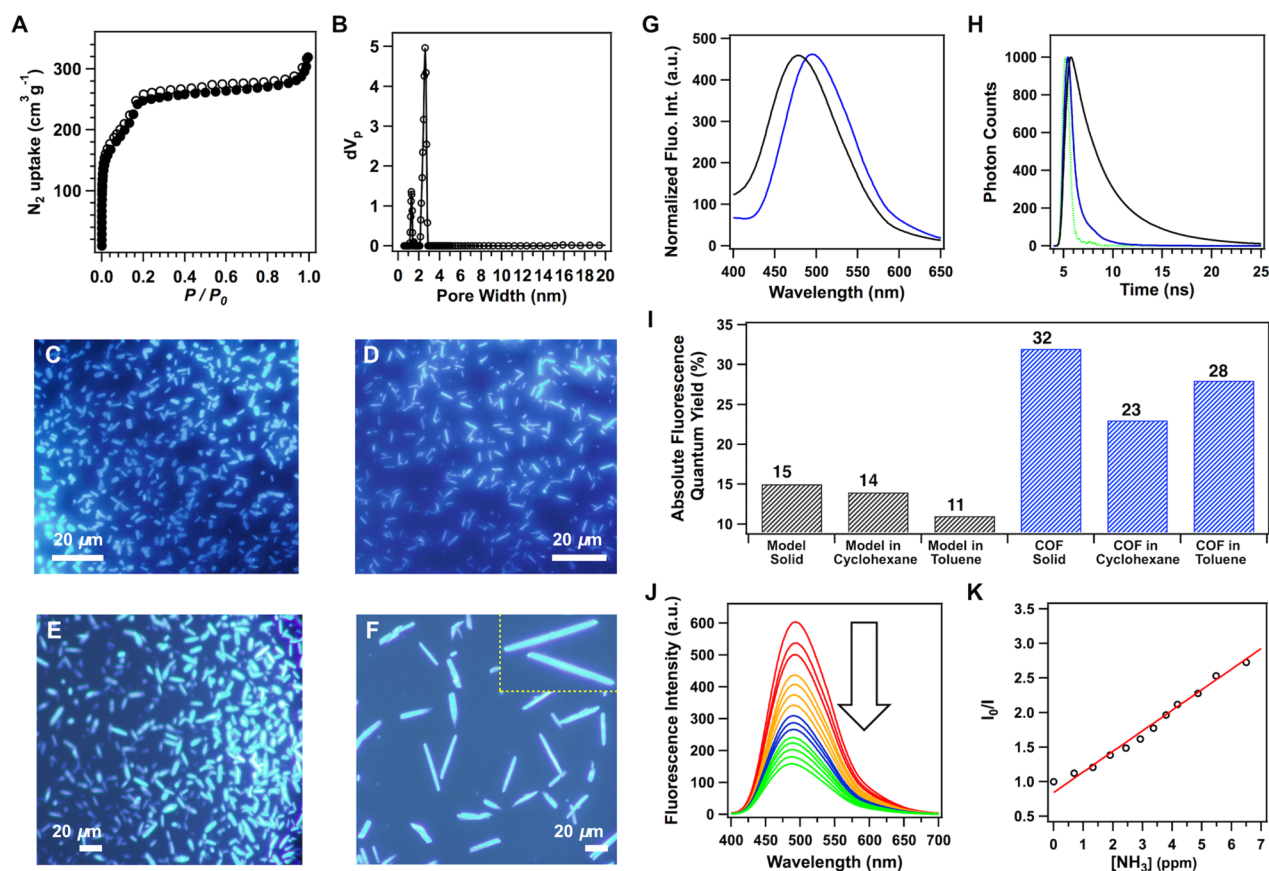 A
N2 uptake (cm3 g-1)
300
200
100
0.0
0.2
0.4
0.6
0.8
1.0
P / P0
B
dVp
5
4
3
2
1
0
0 2 4 6 8 10 12 14 16 18 20
Pore Width (nm)
G
Normalized Fluo. Int. (a.u.)
500
400
300
200
100
0
400 450 500 550 600 650
Wavelength (nm)
H
Photon Counts
1000
800
600
400
200
0
5 10 15 20 25
Time (ns)
C
20 µm
D
20 µm
E
20 µm
F
20 µm
I
Absolute Fluorescence
Quantum Yield (%)
35
30
25
20
15
10
15
14
11
32
23
28
Model Solid
Model in Cyclohexane
Model in Toluene
COF Solid
COF in Cyclohexane
COF in Toluene
J
Fluorescence Intensity (a.u.)
600
500
400
300
200
100
0
400 450 500 550 600 650 700
Wavelength (nm)
K
I0/I
3.5
3.0
2.5
2.0
1.5
1.0
0.5
0 1 2 3 4 5 6 7
[NH3] (ppm)